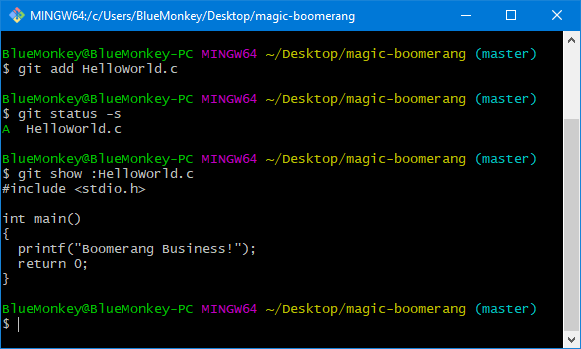 MINGW64:/c/Users/BlueMonkey/Desktop/magic-boomerang
BlueMonkey@BlueMonkey-PC MINGW64 ~/Desktop/magic-boomerang (master)
$ git add HelloWorld.c
BlueMonkey@BlueMonkey-PC MINGW64 ~/Desktop/magic-boomerang (master)
$ git status -s
A  HelloWorld.c
BlueMonkey@BlueMonkey-PC MINGW64 ~/Desktop/magic-boomerang (master)
$ git show :HelloWorld.c
#include <stdio.h>
int main()
{
  printf("Boomerang Business!");
  return 0;
}
BlueMonkey@BlueMonkey-PC MINGW64 ~/Desktop/magic-boomerang (master)
$